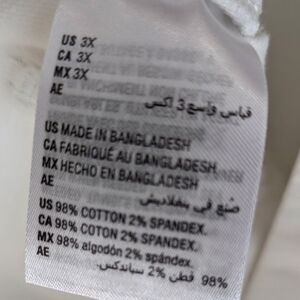 US 3X
CA 3X
MX 3X
AE قياس واسع 3 اكس
US MADE IN BANGLADESH
CA FABRIQUÉ AU BANGLADESH
MX HECHO EN BANGLADESH
AE صنع في بنغلاديش
US 98% COTTON 2% SPANDEX.
CA 98% COTON 2% SPANDEX.
MX 98% algodón 2% spándex.
AE 98% قطن 2% سباندكس.